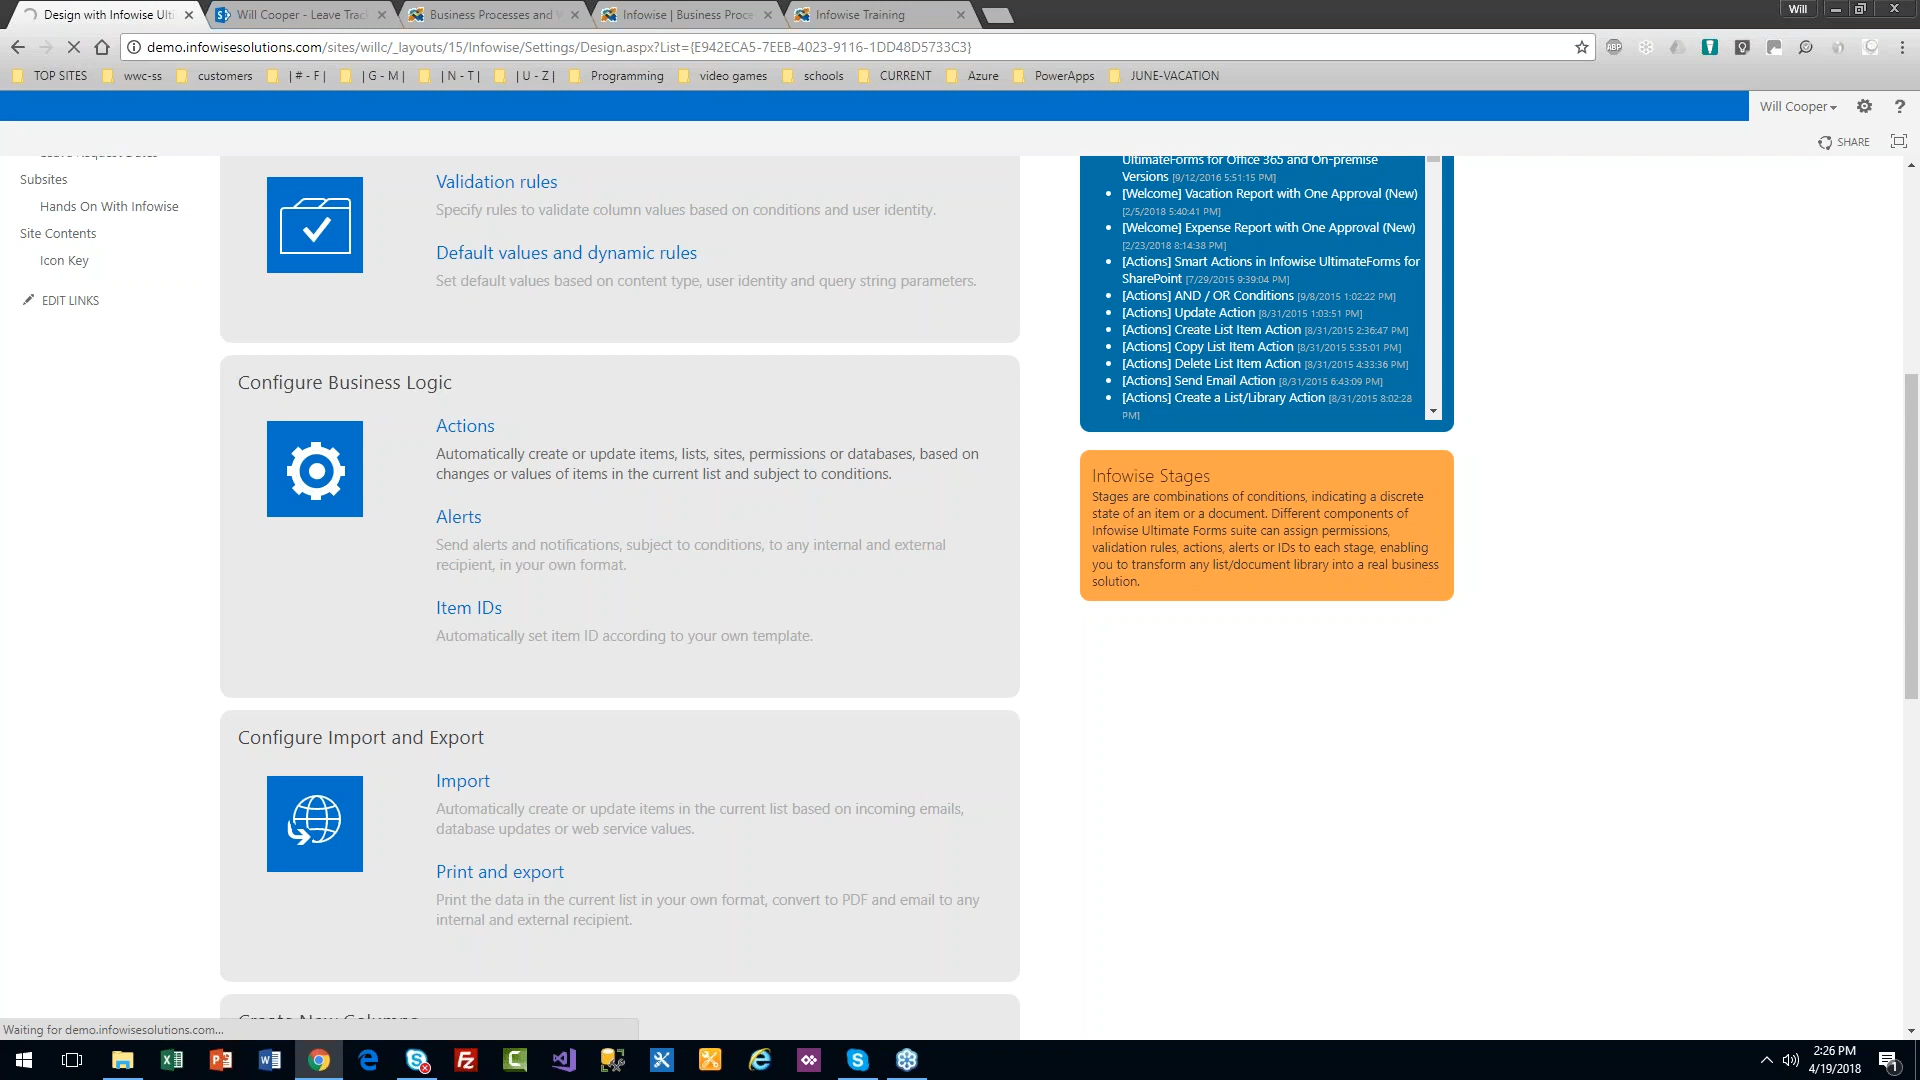 Design with Infowise Ulti
Will Cooper - Leave Track
Business Processes and W
Infowise | Business Proce
Infowise Training
Will
demo.infowisesolutions.com/sites/willc/_layouts/15/Infowise/Settings/Design.aspx?List={E942ECA5-7EEB-4023-9116-1DD48D5733C3}
ABP
TOP SITES
wwc-ss
customers
| # - F |
| G - M |
| N - T |
| U - Z |
Programming
video games
schools
CURRENT
Azure
PowerApps
JUNE-VACATION
Will Cooper
?
SHARE
Leave Request Dates
Subsites
Hands On With Infowise
Site Contents
Icon Key
EDIT LINKS
Validation rules
Specify rules to validate column values based on conditions and user identity.
Default values and dynamic rules
Set default values based on content type, user identity and query string parameters.
Configure Business Logic
Actions
Automatically create or update items, lists, sites, permissions or databases, based on
changes or values of items in the current list and subject to conditions.
Alerts
Send alerts and notifications, subject to conditions, to any internal and external
recipient, in your own format.
Item IDs
Automatically set item ID according to your own template.
Configure Import and Export
Import
Automatically create or update items in the current list based on incoming emails,
database updates or web service values.
Print and export
Print the data in the current list in your own format, convert to PDF and email to any
internal and external recipient.
Create New Columns
UltimateForms for Office 365 and On-premise
Versions [9/12/2016 5:51:15 PM]
[Welcome] Vacation Report with One Approval (New)
[2/5/2018 5:40:41 PM]
[Welcome] Expense Report with One Approval (New)
[2/23/2018 8:14:38 PM]
[Actions] Smart Actions in Infowise UltimateForms for
SharePoint [7/29/2015 9:39:04 PM]
[Actions] AND / OR Conditions [9/8/2015 1:02:22 PM]
[Actions] Update Action [8/31/2015 1:03:51 PM]
[Actions] Create List Item Action [8/31/2015 2:36:47 PM]
[Actions] Copy List Item Action [8/31/2015 5:35:01 PM]
[Actions] Delete List Item Action [8/31/2015 4:33:36 PM]
[Actions] Send Email Action [8/31/2015 6:43:09 PM]
[Actions] Create a List/Library Action [8/31/2015 8:02:28
PM]
Infowise Stages
Stages are combinations of conditions, indicating a discrete
state of an item or a document. Different components of
Infowise Ultimate Forms suite can assign permissions,
validation rules, actions, alerts or IDs to each stage, enabling
you to transform any list/document library into a real business
solution.
Waiting for demo.infowisesolutions.com...
2:26 PM
4/19/2018
1